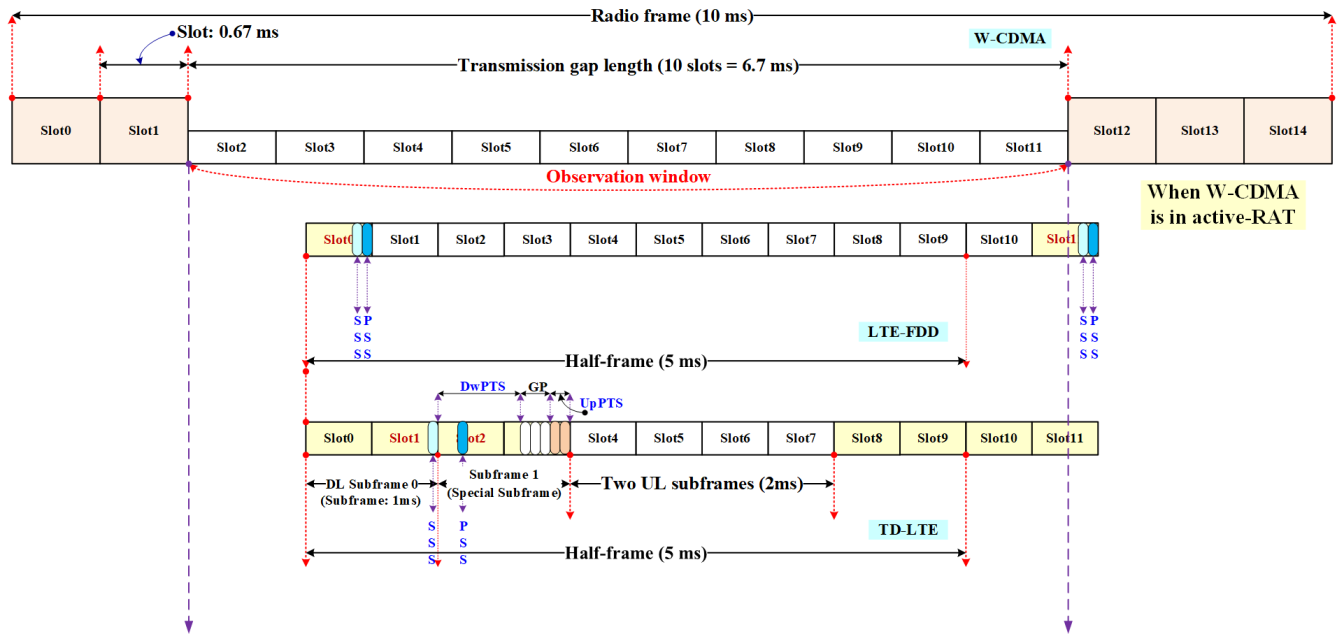 Radio frame (10 ms)
Slot: 0.67 ms
W-CDMA
Transmission gap length (10 slots = 6.7 ms)
Slot0 Slot1 Slot2 Slot3 Slot4 Slot5 Slot6 Slot7 Slot8 Slot9 Slot10 Slot11 Slot12 Slot13 Slot14
Observation window
When W-CDMA
is in active-RAT
Slot0 Slot1 Slot2 Slot3 Slot4 Slot5 Slot6 Slot7 Slot8 Slot9 Slot10 Slot1
S P
S S
S S
S P
S S
S S
LTE-FDD
Half-frame (5 ms)
DwPTS GP
UpPTS
Slot0 Slot1 Slot2 Slot4 Slot5 Slot6 Slot7 Slot8 Slot9 Slot10 Slot11
DL Subframe 0
(Subframe: 1ms)
Subframe 1
(Special Subframe)
Two UL subframes (2ms)
S P
S S
S S
TD-LTE
Half-frame (5 ms)